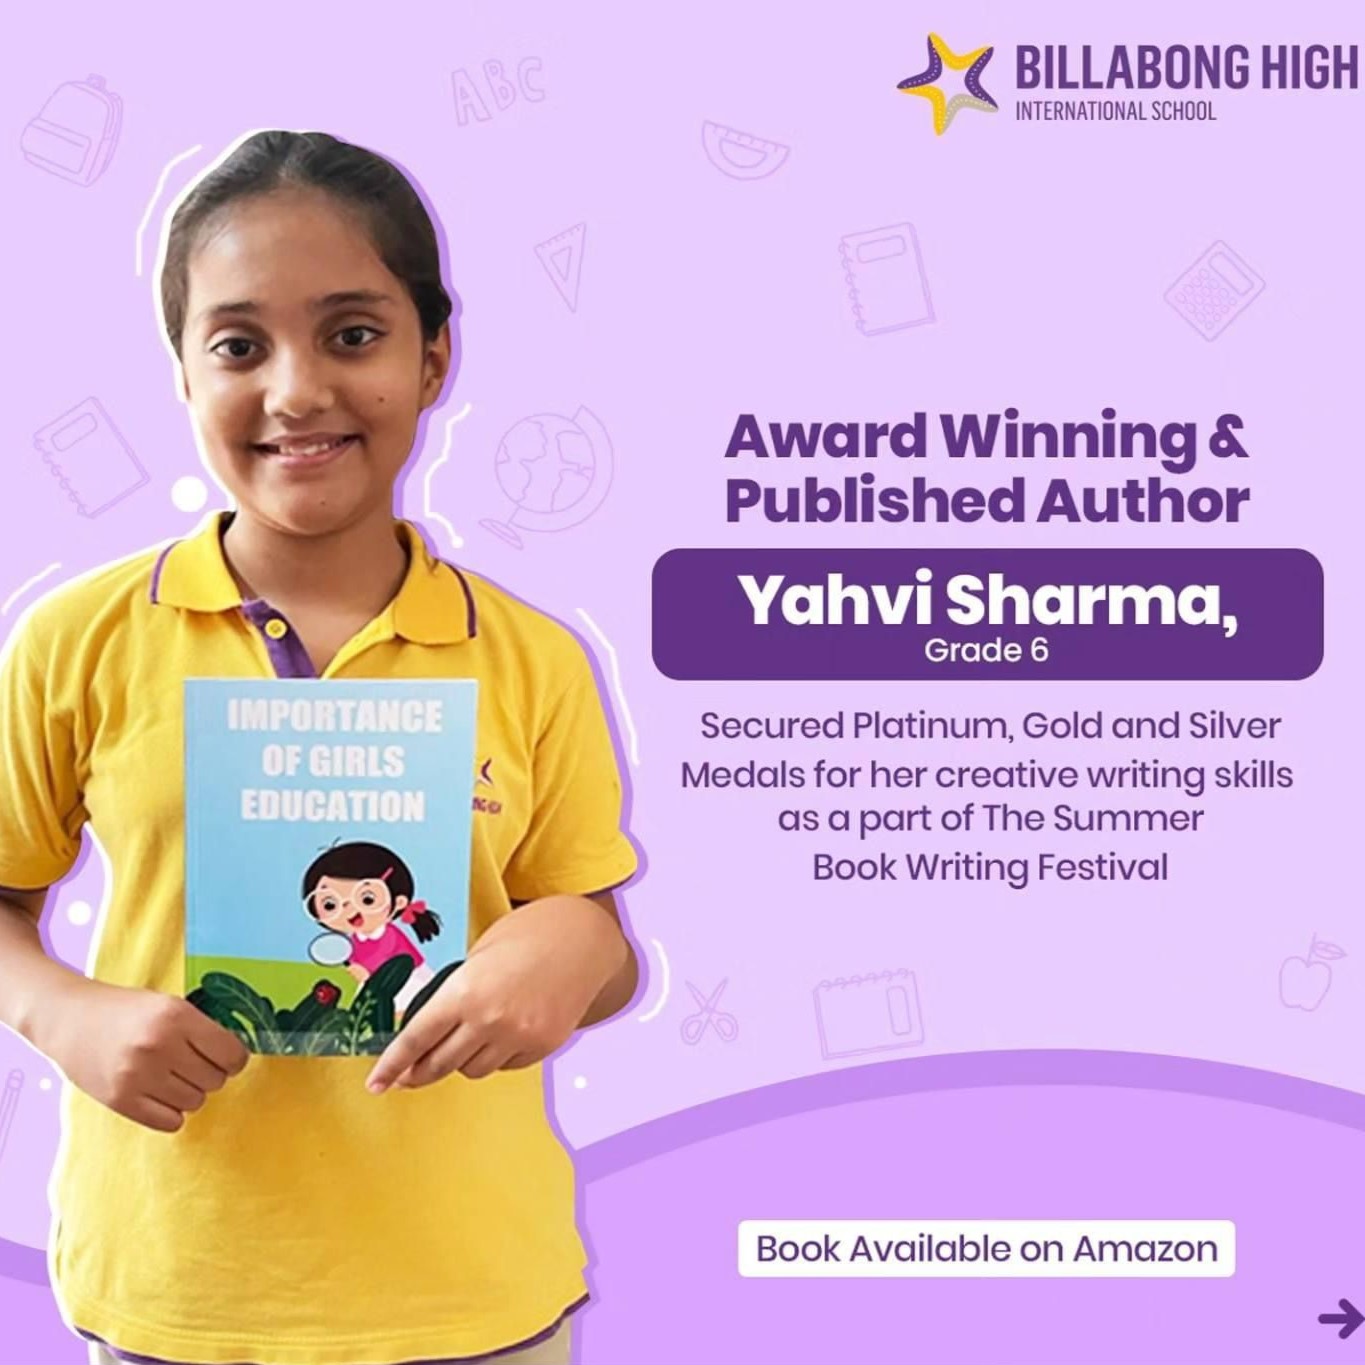 BILLABONG HIGH
INTERNATIONAL SCHOOL
ABC
Award Winning &
Published Author
Yahvi Sharma,
Grade 6
Secured Platinum, Gold and Silver
Medals for her creative writing skills
as a part of The Summer
Book Writing Festival
IMPORTANCE
OF GIRLS
EDUCATION
Book Available on Amazon